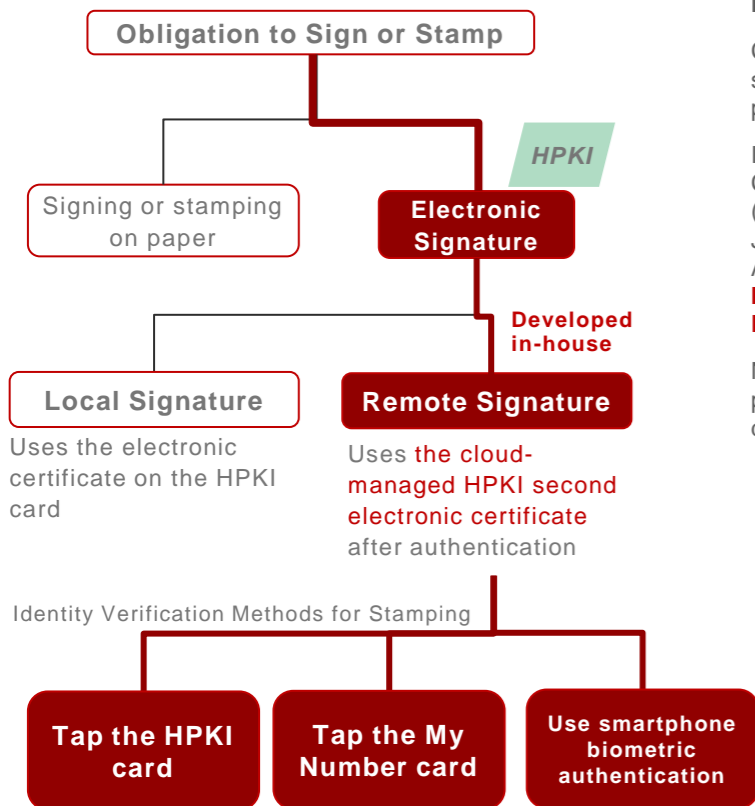 Obligation to Sign or Stamp
HPKI
Signing or stamping
on paper
Electronic
Signature
Developed
in-house
Local Signature
Remote Signature
Uses the electronic
certificate on the HPKI
card
Uses the cloud-
managed HPKI second
electronic certificate
after authentication
Identity Verification Methods for Stamping
Tap the HPKI
card
Tap the My
Number card
Use smartphone
biometric
authentication